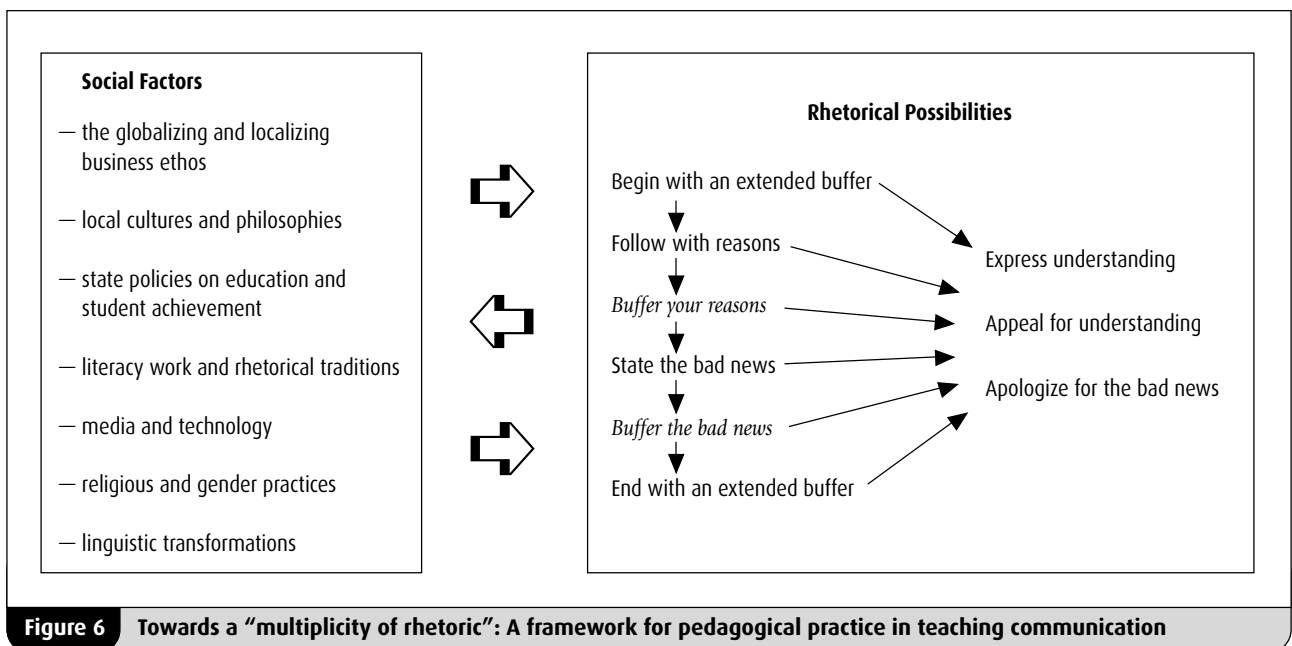 Social Factors
— the globalizing and localizing
business ethos
— local cultures and philosophies
— state policies on education and
student achievement
— literacy work and rhetorical traditions
— media and technology
— religious and gender practices
— linguistic transformations
Rhetorical Possibilities
Begin with an extended buffer
Follow with reasons
Buffer your reasons
State the bad news
Buffer the bad news
End with an extended buffer
Express understanding
Appeal for understanding
Apologize for the bad news
Figure 6 Towards a “multiplicity of rhetoric”: A framework for pedagogical practice in teaching communication